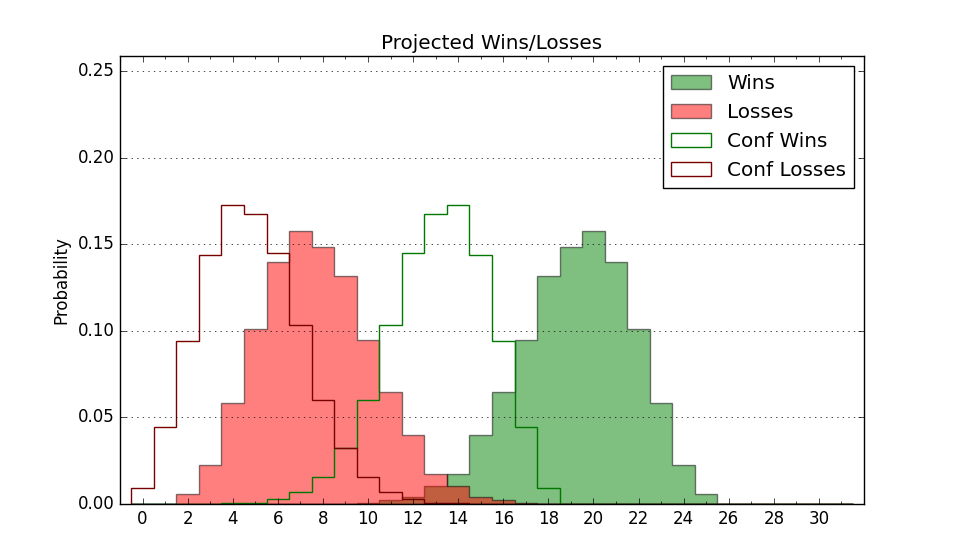 Projected Wins/Losses
0.25
0.20
0.15
0.10
0.05
0.00
Probability
Wins
Losses
Conf Wins
Conf Losses
0 2 4 6 8 10 12 14 16 18 20 22 24 26 28 30